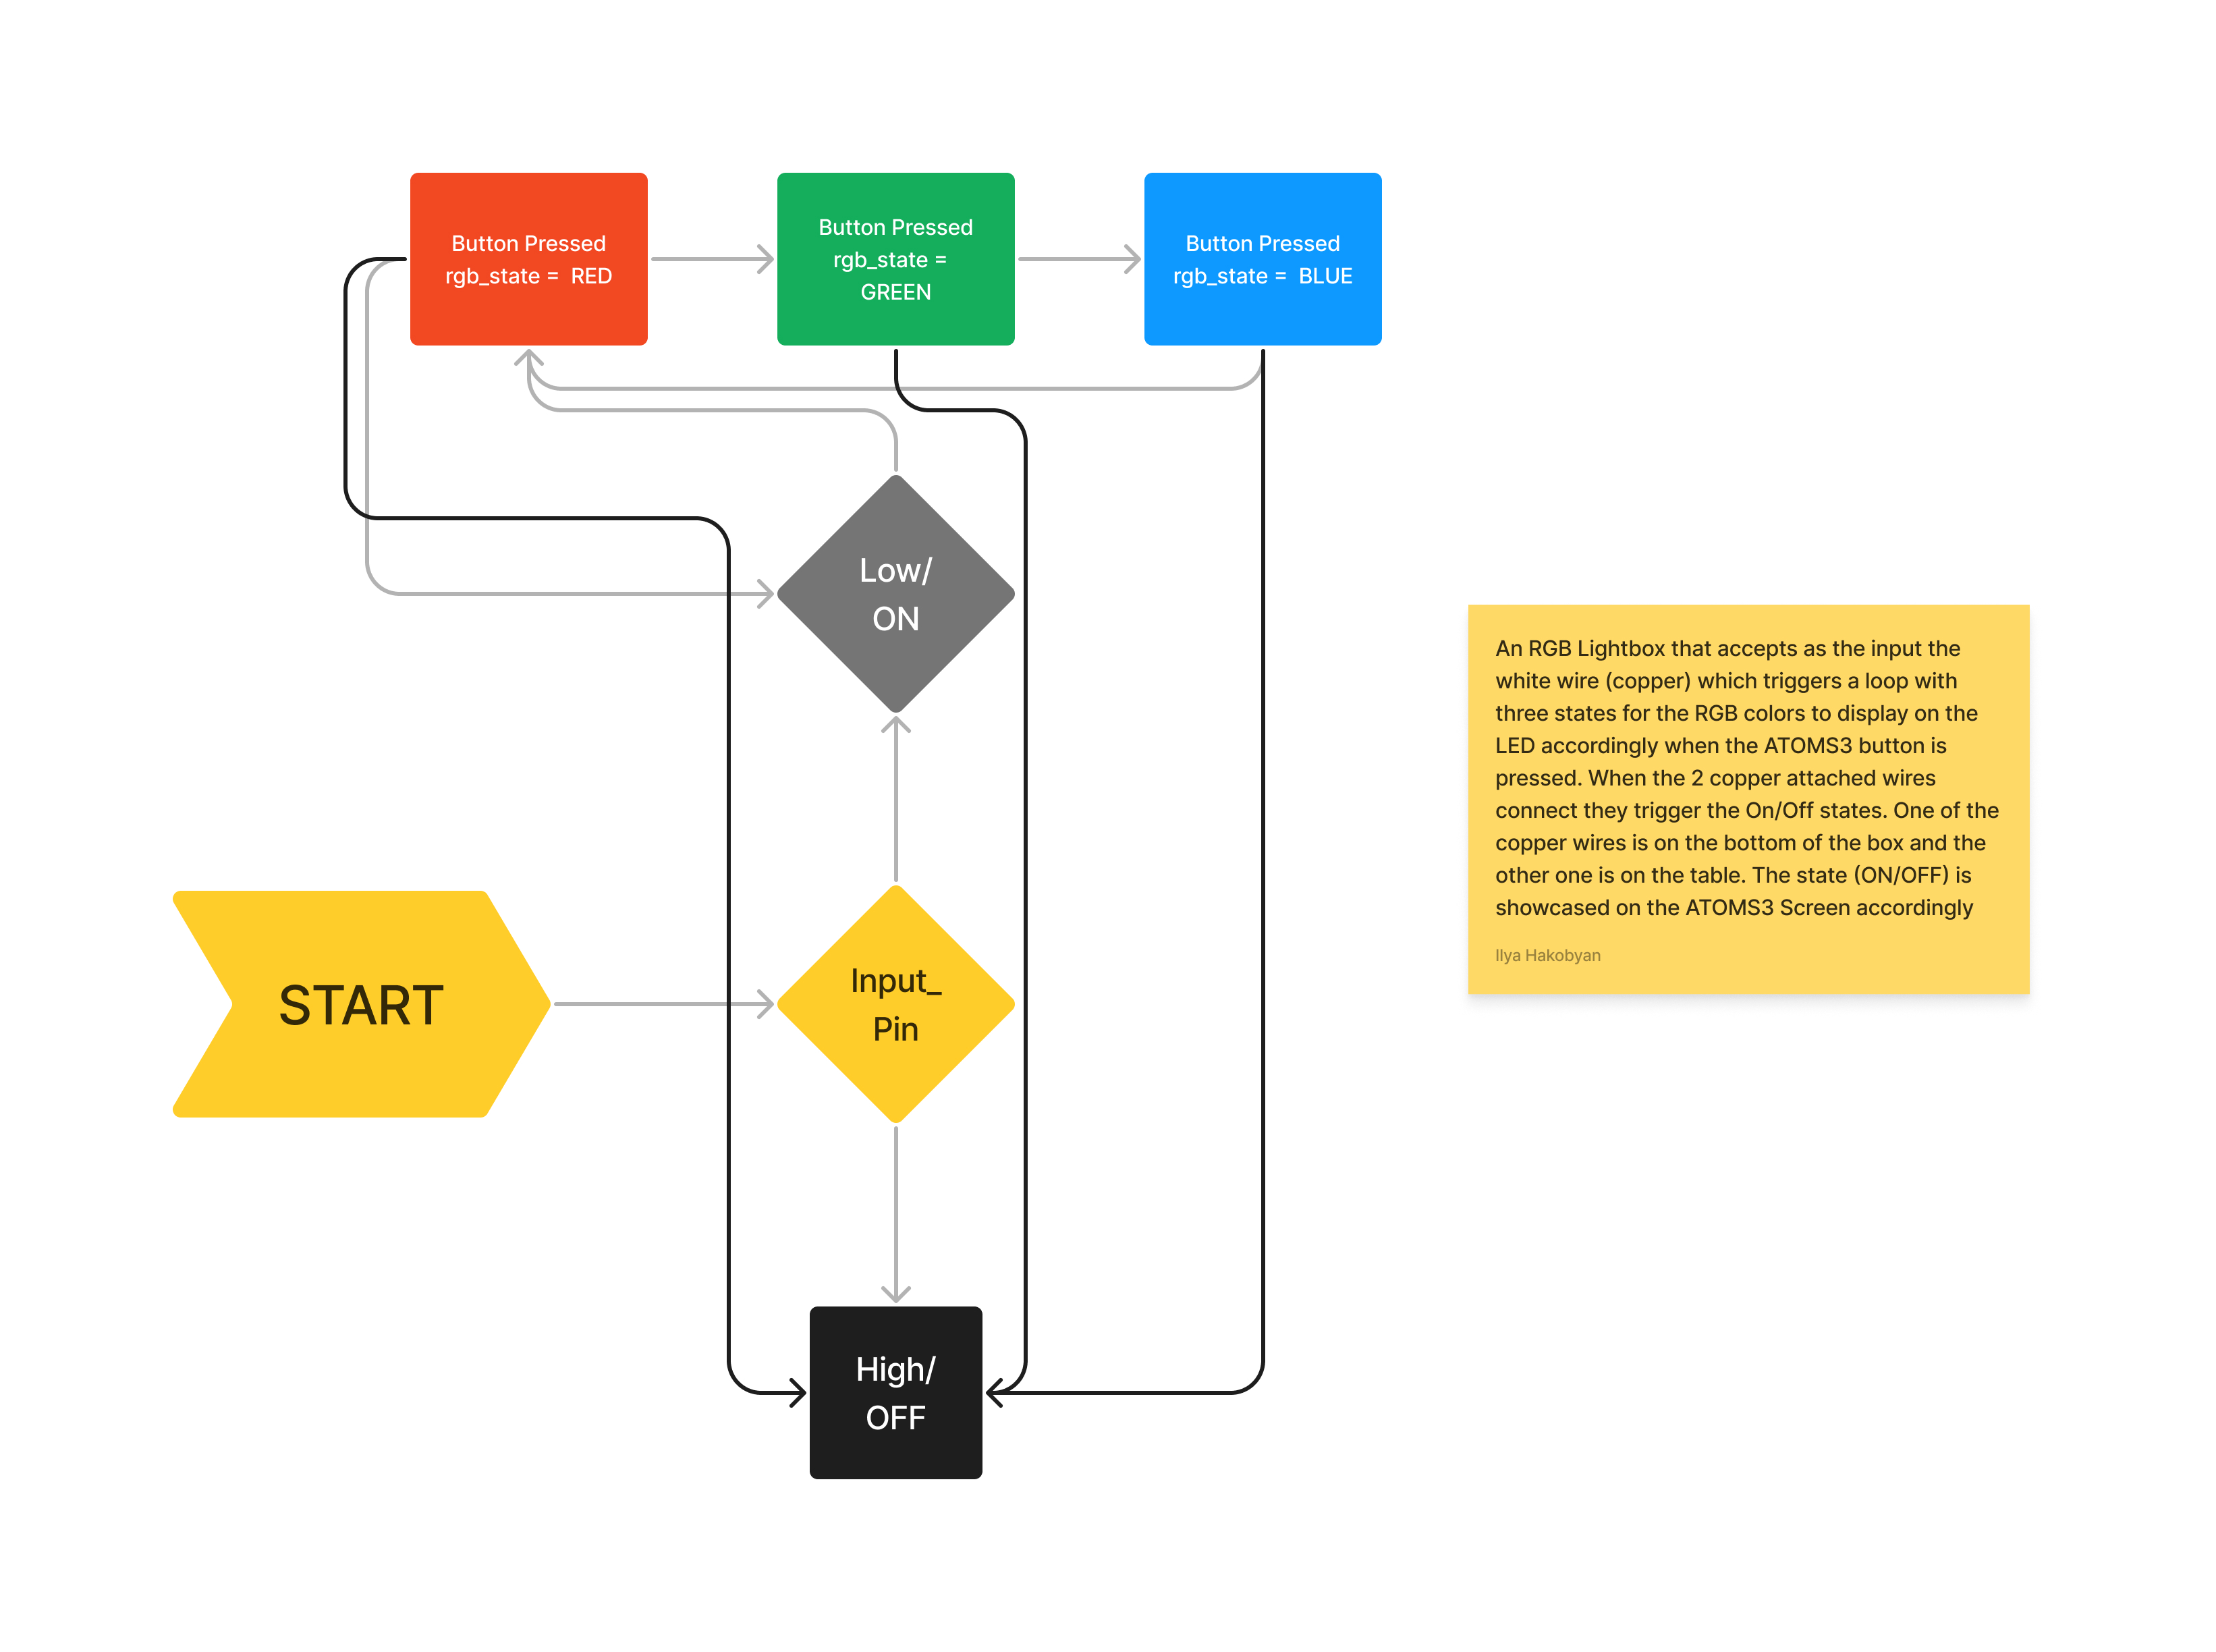 Button Pressed
rgb_state =  RED
Button Pressed
rgb_state =
GREEN
Button Pressed
rgb_state =  BLUE
Low/
ON
An RGB Lightbox that accepts as the input the
white wire (copper) which triggers a loop with
three states for the RGB colors to display on the
LED accordingly when the ATOMS3 button is
pressed. When the 2 copper attached wires
connect they trigger the On/Off states. One of the
copper wires is on the bottom of the box and the
other one is on the table. The state (ON/OFF) is
showcased on the ATOMS3 Screen accordingly
Ilya Hakobyan
START
Input_
Pin
High/
OFF